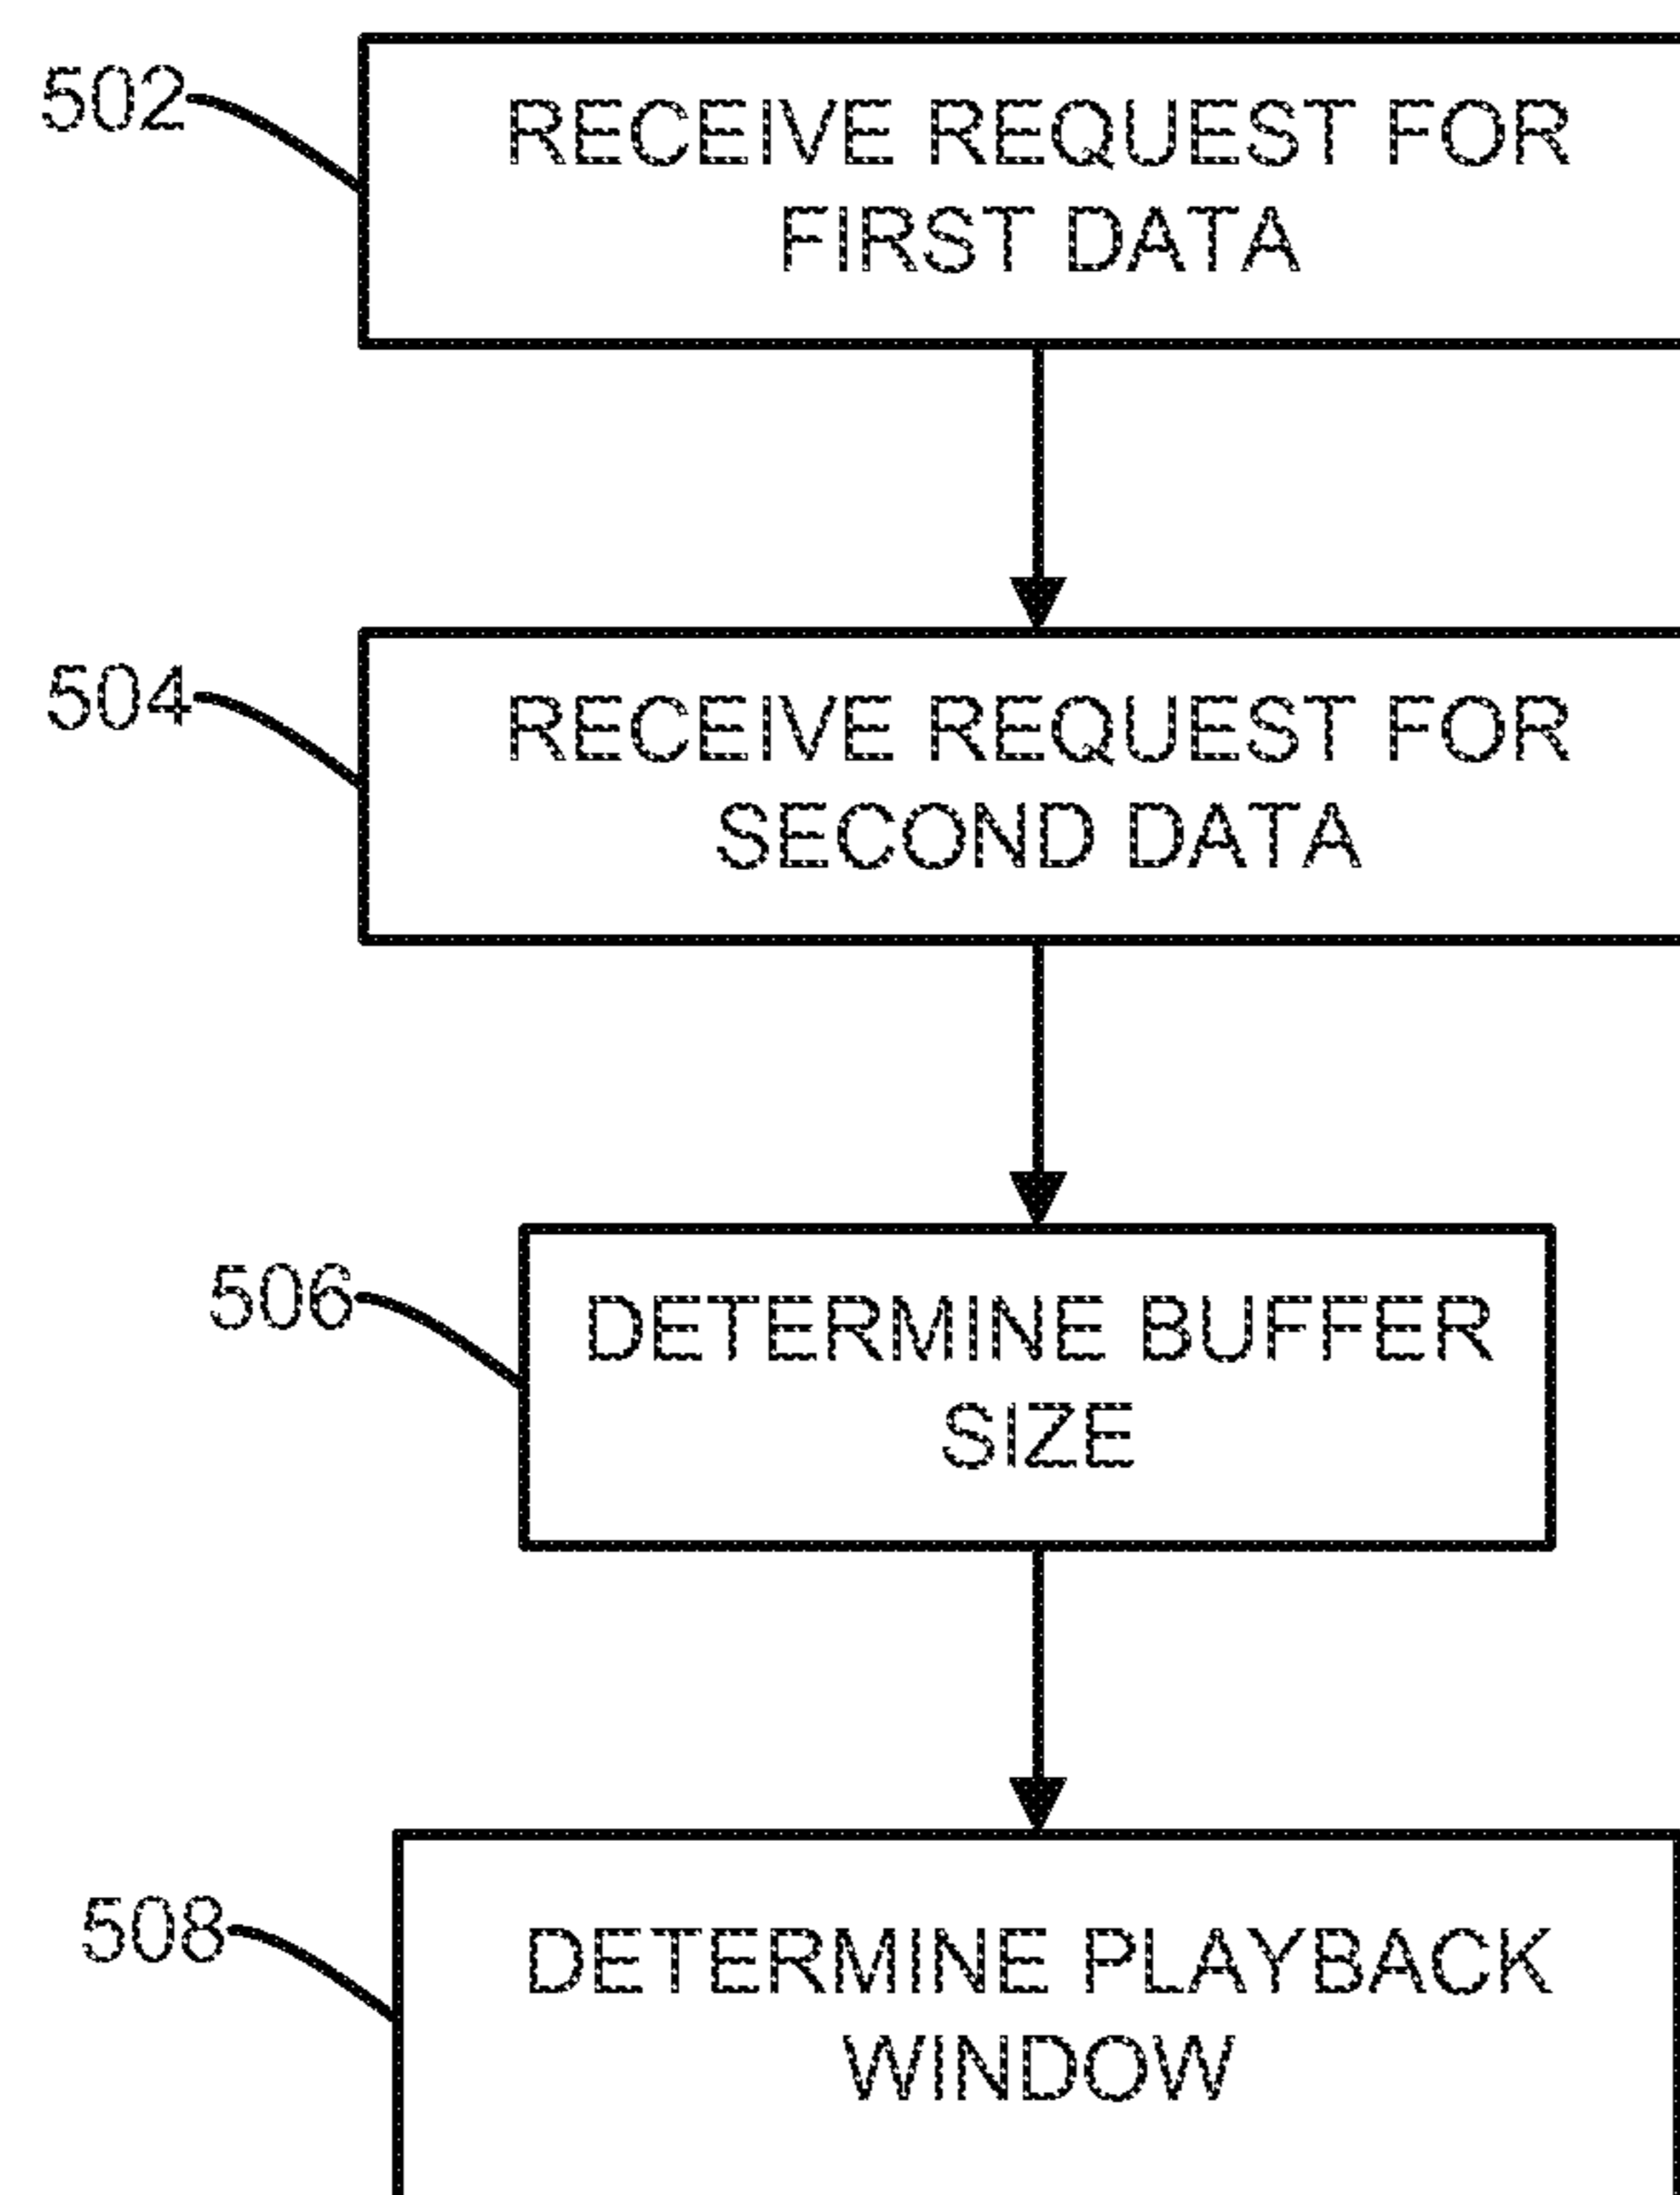 502
RECEIVE REQUEST FOR
FIRST DATA
504
RECEIVE REQUEST FOR
SECOND DATA
506
DETERMINE BUFFER
SIZE
508
DETERMINE PLAYBACK
WINDOW